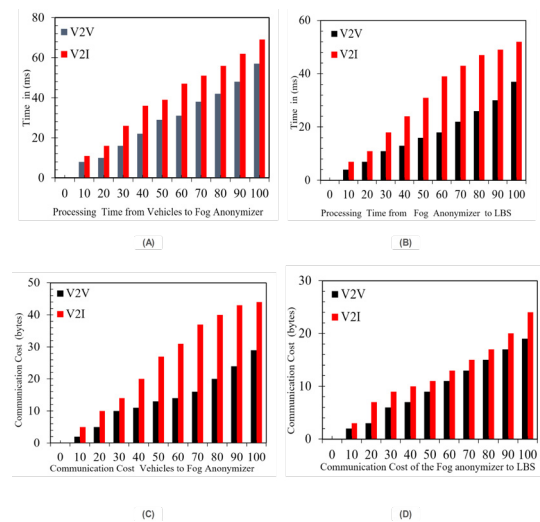 80
60
40
20
0
Time in (ms)
V2V
V2I
0 10 20 30 40 50 60 70 80 90 100
Processing Time from Vehicles to Fog Anonymizer
(A)
60
40
20
0
Time in (ms)
V2V
V2I
0 10 20 30 40 50 60 70 80 90 100
Processing Time from Fog Anonymizer to LBS
(B)
50
40
30
20
10
0
Communication Cost (bytes)
V2V
V2I
0 10 20 30 40 50 60 70 80 90 100
Communication Cost Vehicles to Fog Anonymizer
(C)
30
20
10
0
Communication Cost (bytes)
V2V
V2I
0 10 20 30 40 50 60 70 80 90 100
Communication Cost of the Fog anonymizer to LBS
(D)